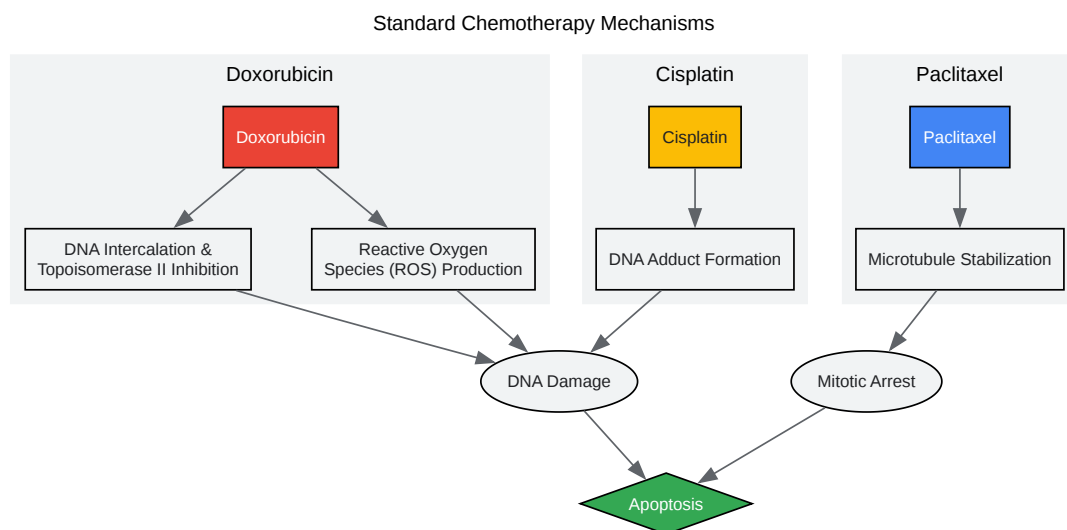 Standard Chemotherapy Mechanisms
Doxorubicin
Cisplatin
Paclitaxel
Doxorubicin
Cisplatin
Paclitaxel
DNA Intercalation &
Topoisomerase II Inhibition
Reactive Oxygen
Species (ROS) Production
DNA Adduct Formation
Microtubule Stabilization
DNA Damage
Mitotic Arrest
Apoptosis